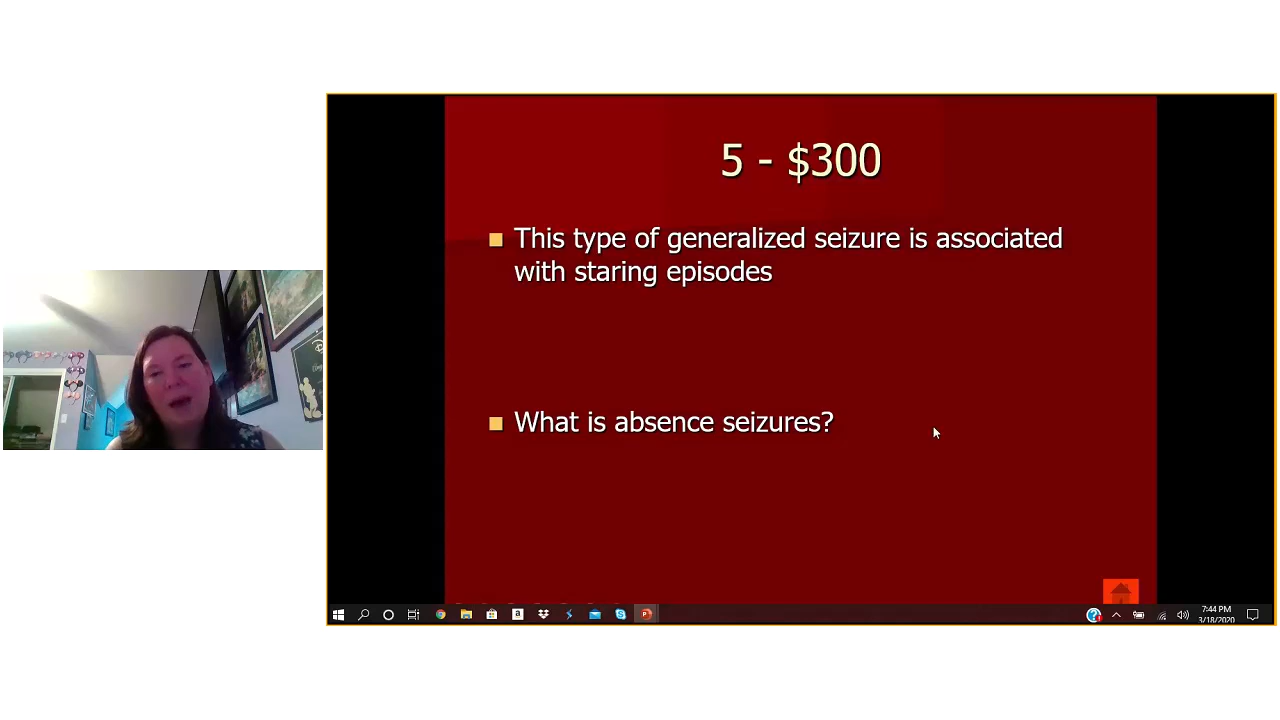 5 - $300
This type of generalized seizure is associated
with staring episodes
What is absence seizures?
7:44 PM
3/18/2020